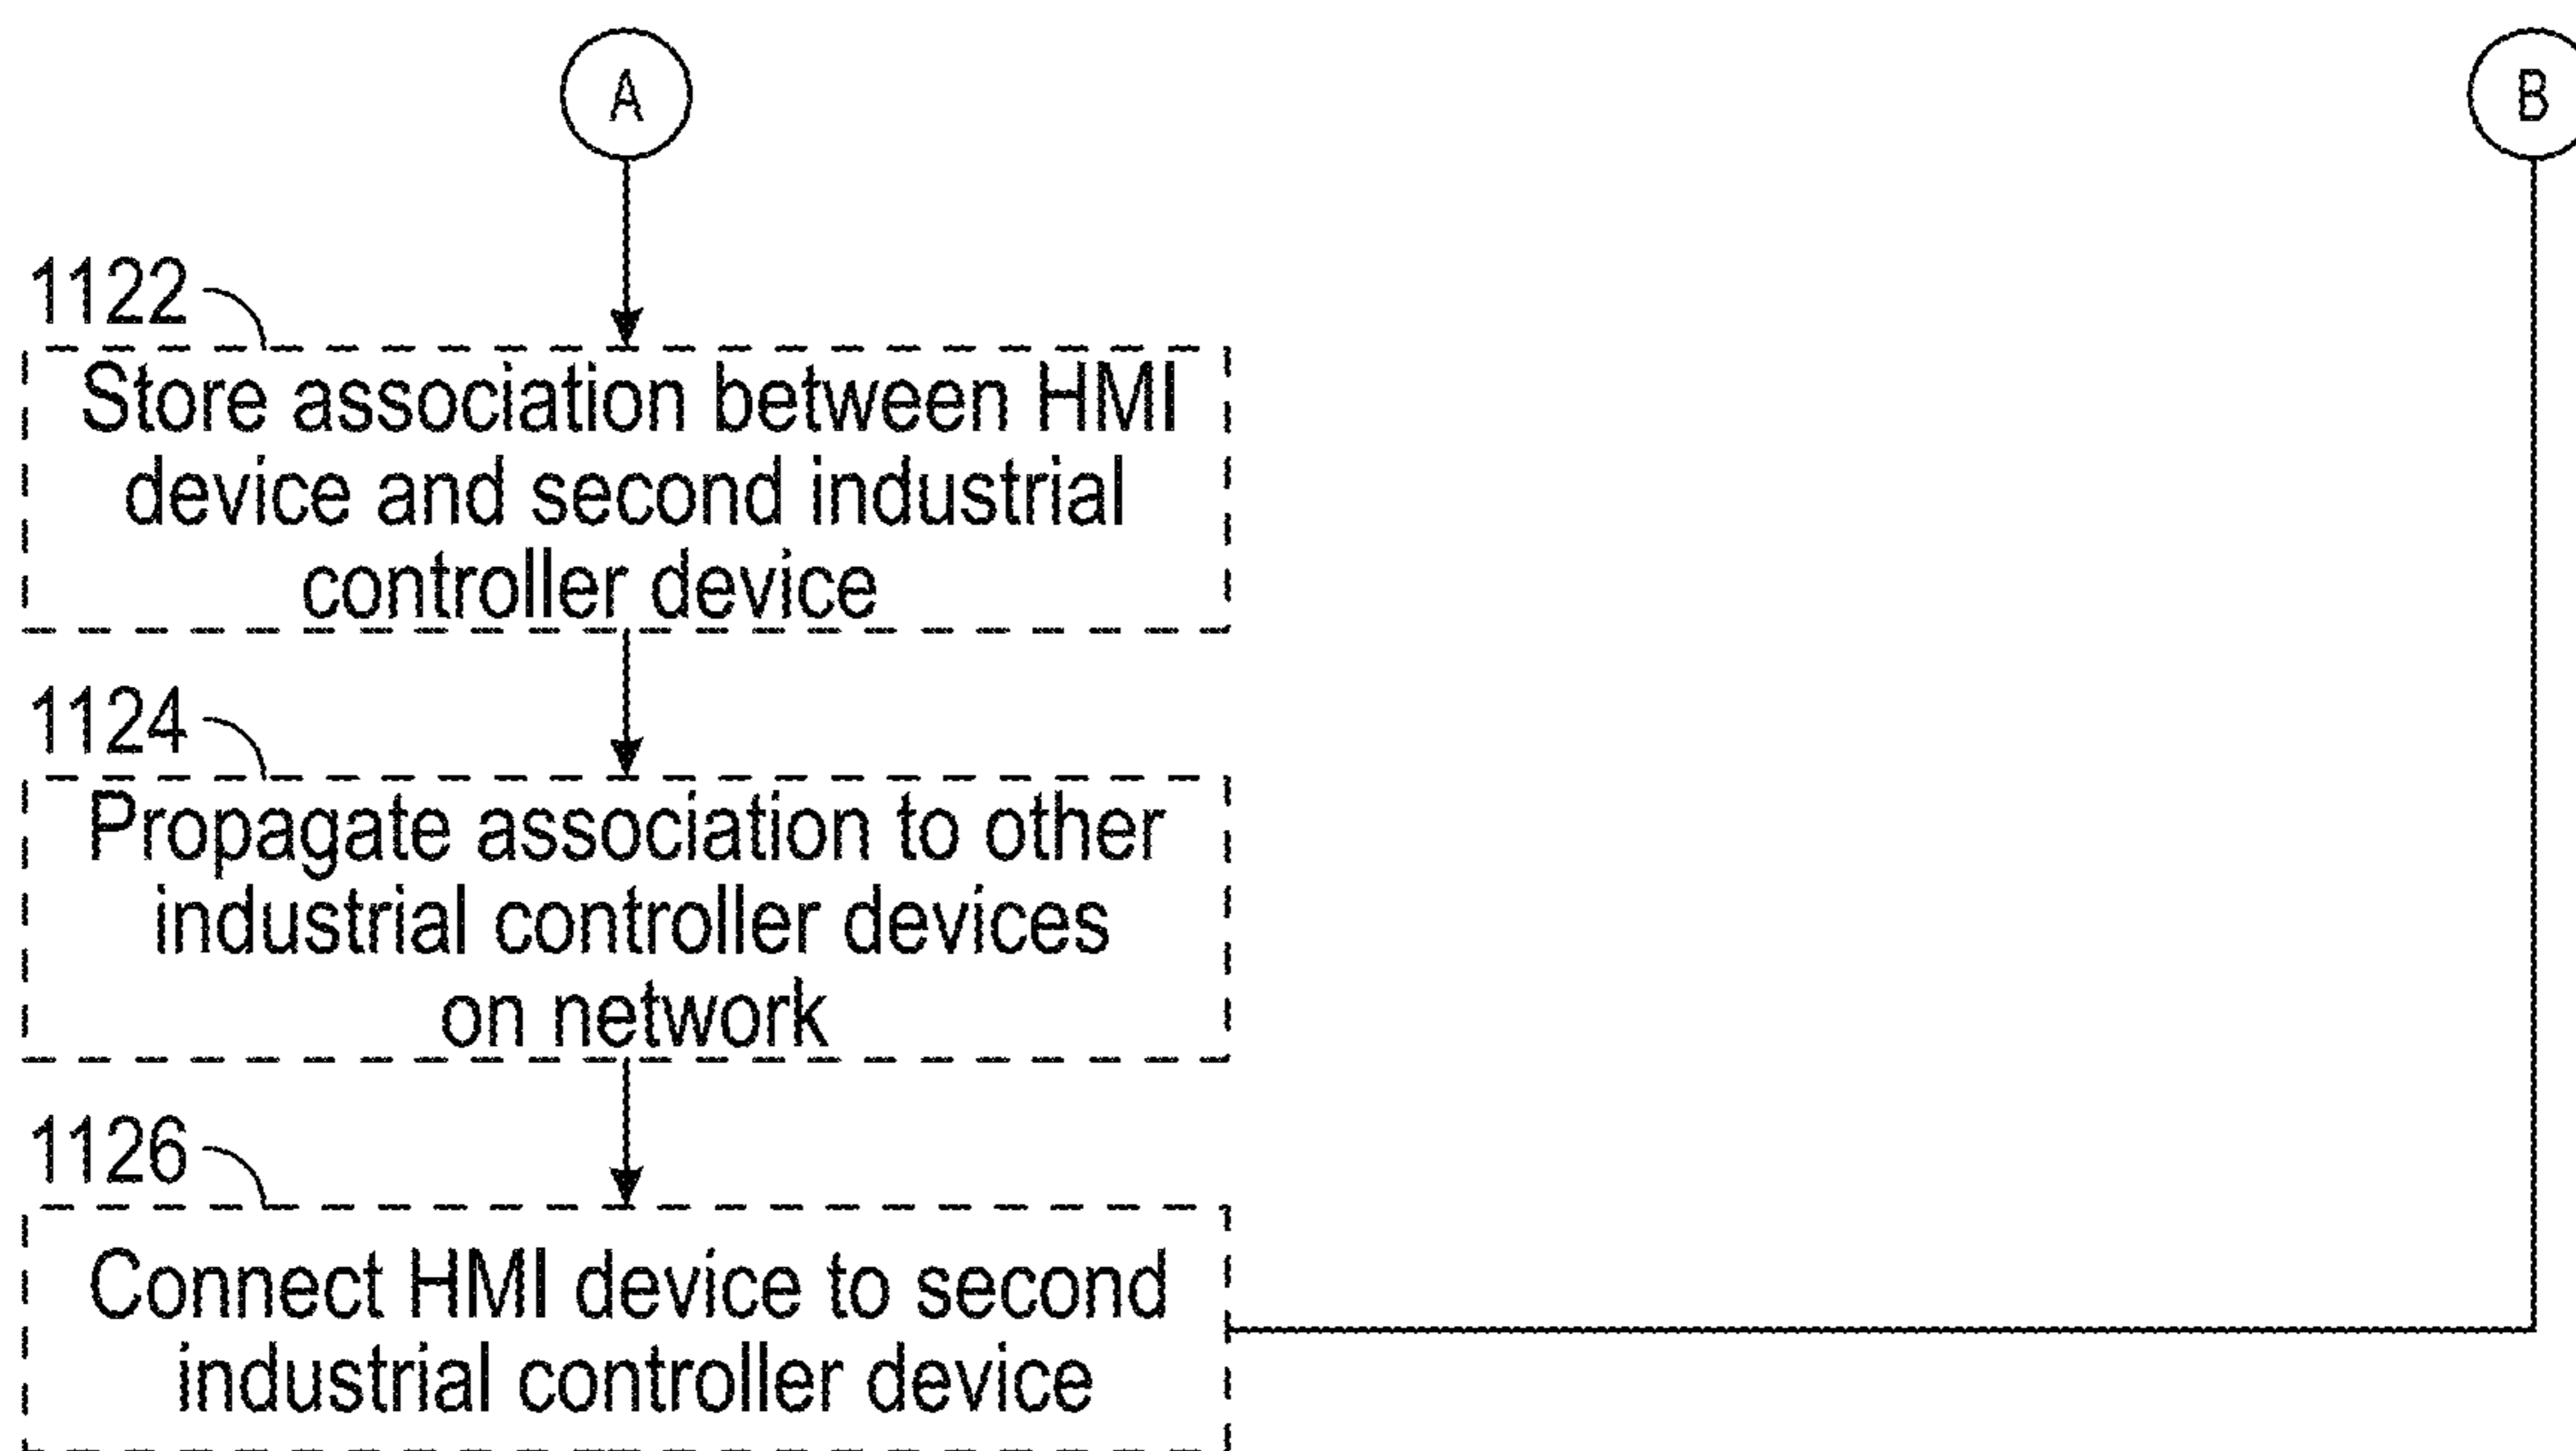 A
B
1122
Store association between HMI
device and second industrial
controller device
1124
Propagate association to other
industrial controller devices
on network
1126
Connect HMI device to second
industrial controller device